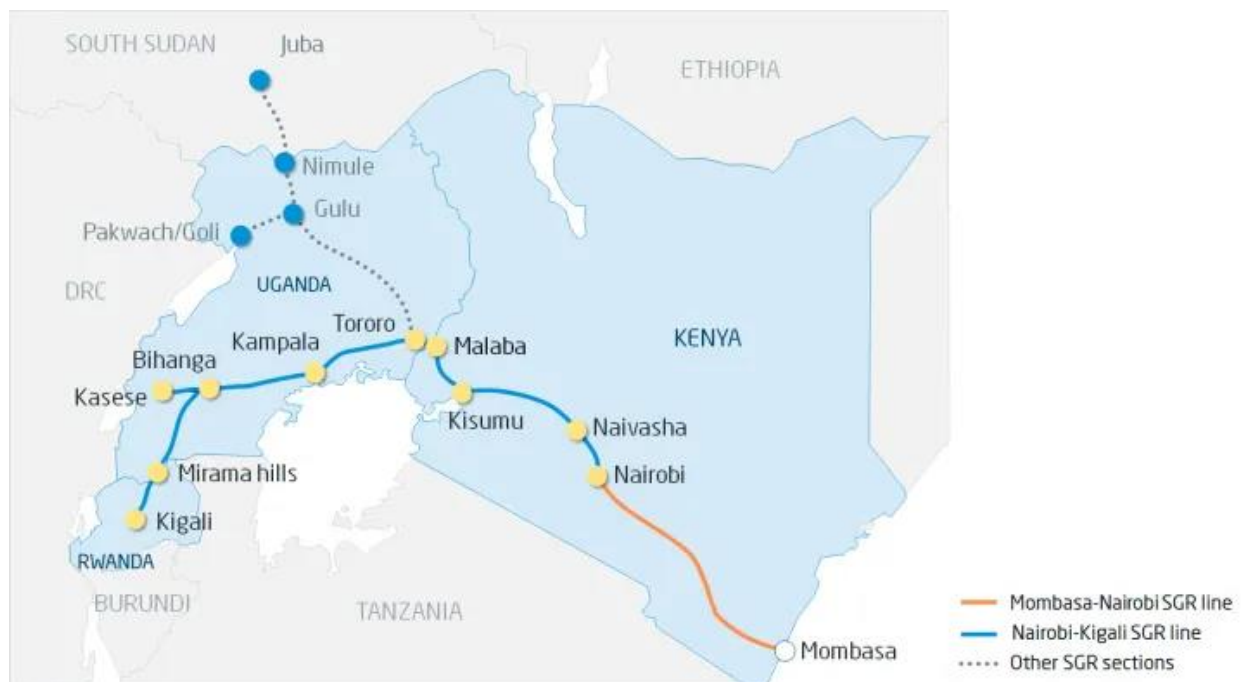 SOUTH SUDAN
Juba
ETHIOPIA
Nimule
Gulu
Pakwach/Goli
DRC
UGANDA
Tororo
KENYA
Kampala
Malaba
Bihanga
Kasese
Kisumu
Naivasha
Mirama hills
Nairobi
Kigali
RWANDA
BURUNDI
TANZANIA
Mombasa
Mombasa-Nairobi SGR line
Nairobi-Kigali SGR line
Other SGR sections